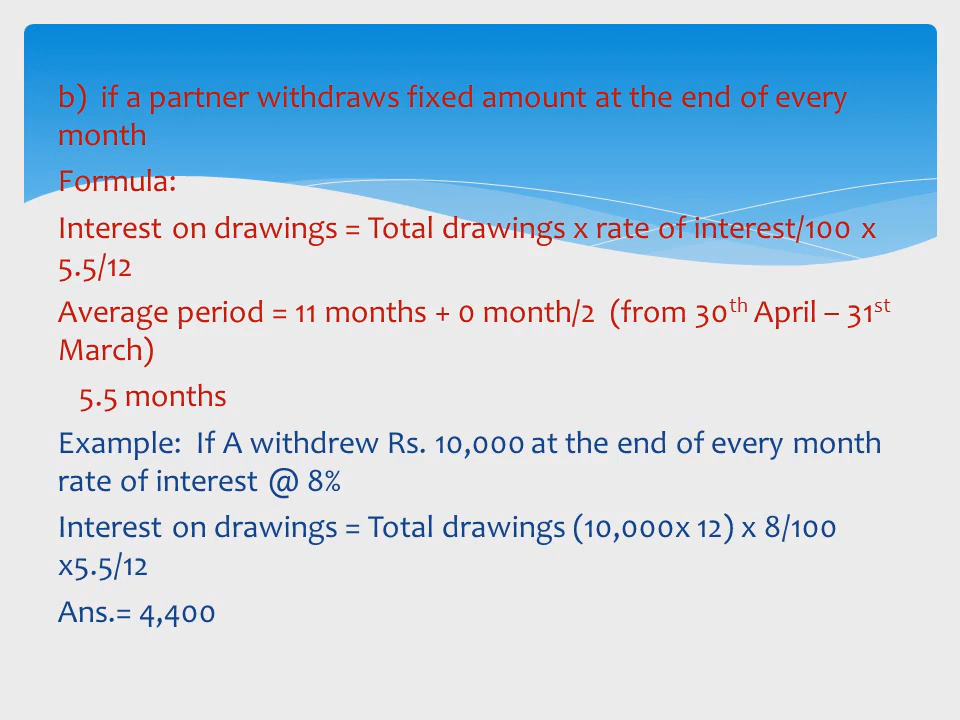 b)  if a partner withdraws fixed amount at the end of every
month
Formula:
Interest on drawings = Total drawings x rate of interest/100 x
5.5/12
Average period = 11 months + 0 month/2  (from 30th April – 31st
March)
5.5 months
Example:  If A withdrew Rs. 10,000 at the end of every month
rate of interest @ 8%
Interest on drawings = Total drawings (10,000x 12) x 8/100
x5.5/12
Ans.= 4,400